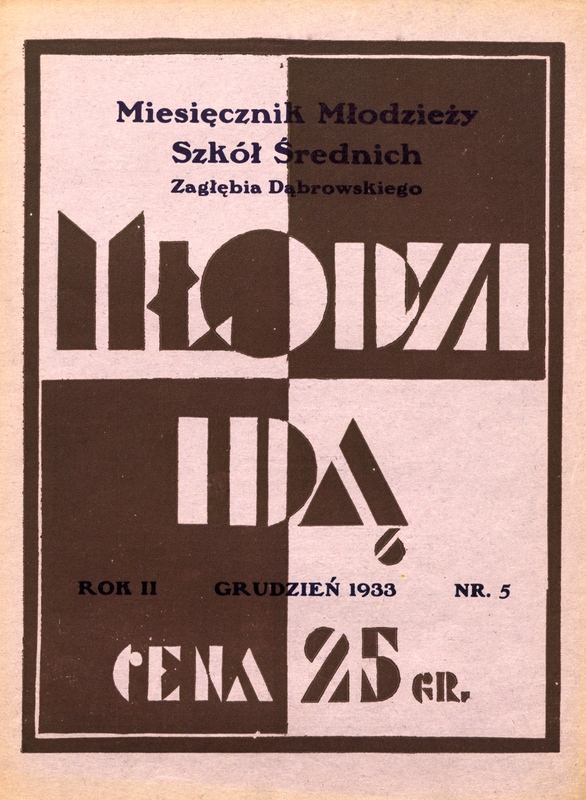 Miesięcznik Młodzieży
Szkół Średnich
Zagłębia Dąbrowskiego
MŁODZI
IDĄ
ROK II GRUDZIEŃ 1933 NR. 5
CENA 25 GR.